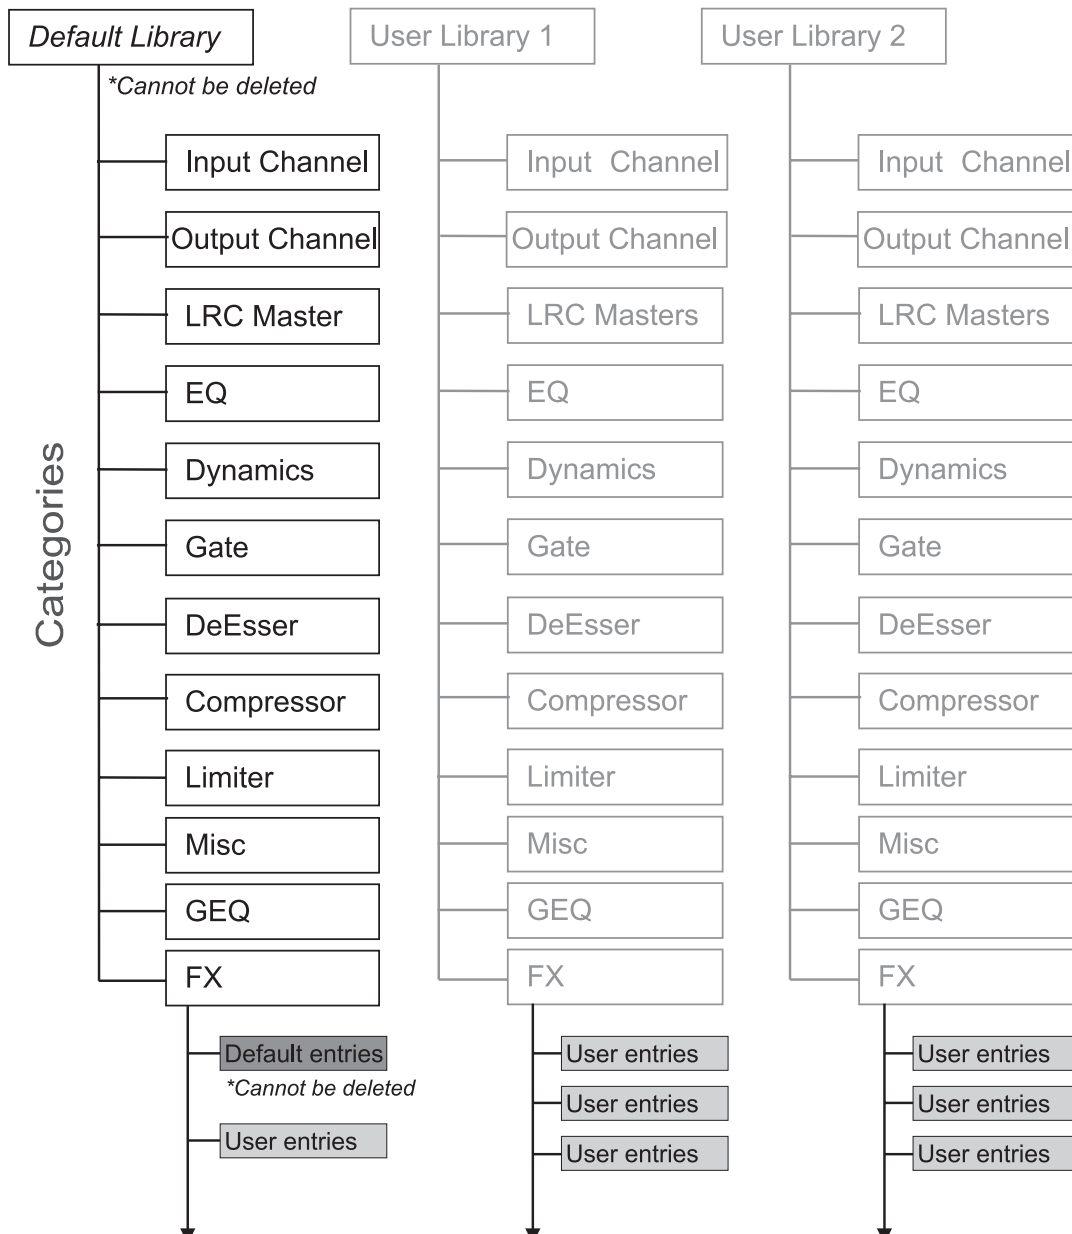 Default Library
*Cannot be deleted
Input Channel
Output Channel
LRC Master
EQ
Dynamics
Gate
DeEsser
Compressor
Limiter
Misc
GEQ
FX
Default entries
*Cannot be deleted
User entries
Categories
User Library 1
Input Channel
Output Channel
LRC Masters
EQ
Dynamics
Gate
DeEsser
Compressor
Limiter
Misc
GEQ
FX
User entries
User entries
User entries
User Library 2
Input Channel
Output Channel
LRC Masters
EQ
Dynamics
Gate
DeEsser
Compressor
Limiter
Misc
GEQ
FX
User entries
User entries
User entries